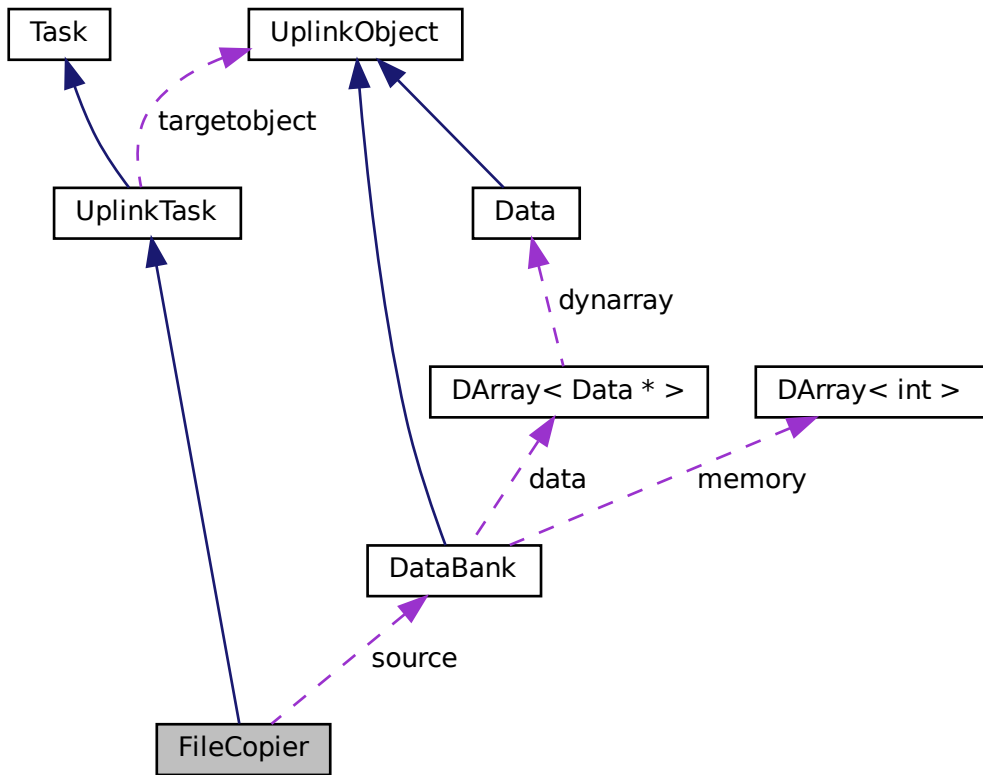 Task
UplinkObject
targetobject
UplinkTask
Data
dynarray
DArray< Data * >
DArray< int >
data
memory
DataBank
source
FileCopier